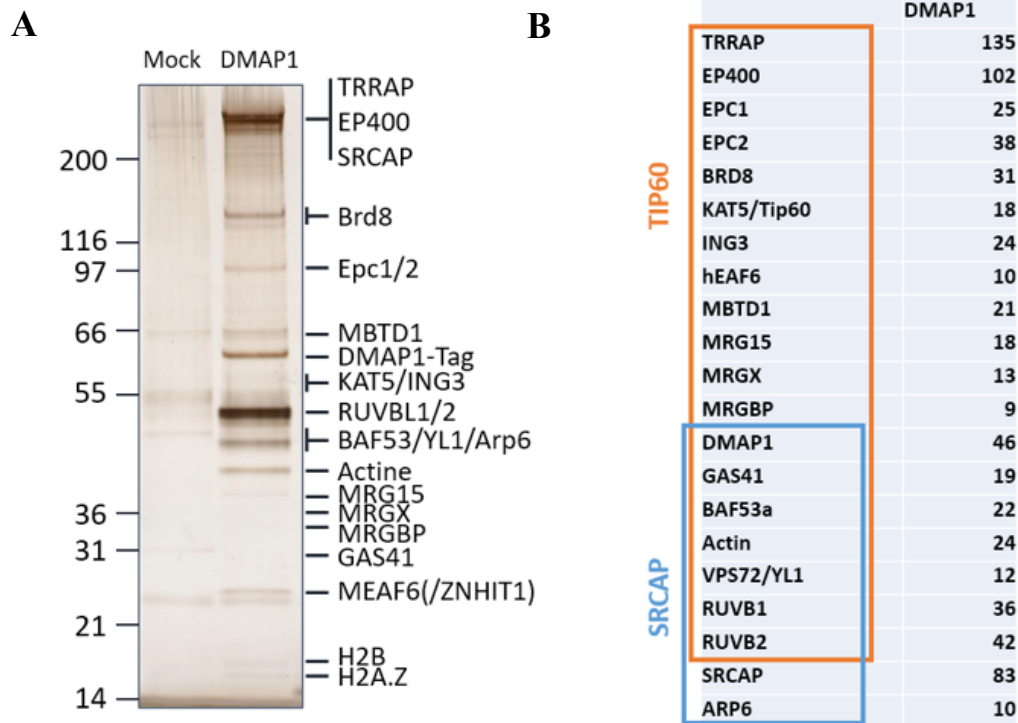 A
Mock DMAP1
TRRAP
EP400
SRCAP
Brd8
Epc1/2
MBTD1
DMAP1-Tag
KAT5/ING3
RUVBL1/2
BAF53/YL1/Arp6
Actine
MRG15
MRGX
MRGBP
GAS41
MEAF6(/ZNHIT1)
H2B
H2A.Z
200
116
97
66
55
36
31
21
14
B
DMAP1
TIP60
SRCAP
TRRAP 135
EP400 102
EPC1 25
EPC2 38
BRD8 31
KAT5/Tip60 18
ING3 24
hEAF6 10
MBTD1 21
MRG15 18
MRGX 13
MRGBP 9
DMAP1 46
GAS41 19
BAF53a 22
Actin 24
VPS72/YL1 12
RUVB1 36
RUVB2 42
SRCAP 83
ARP6 10